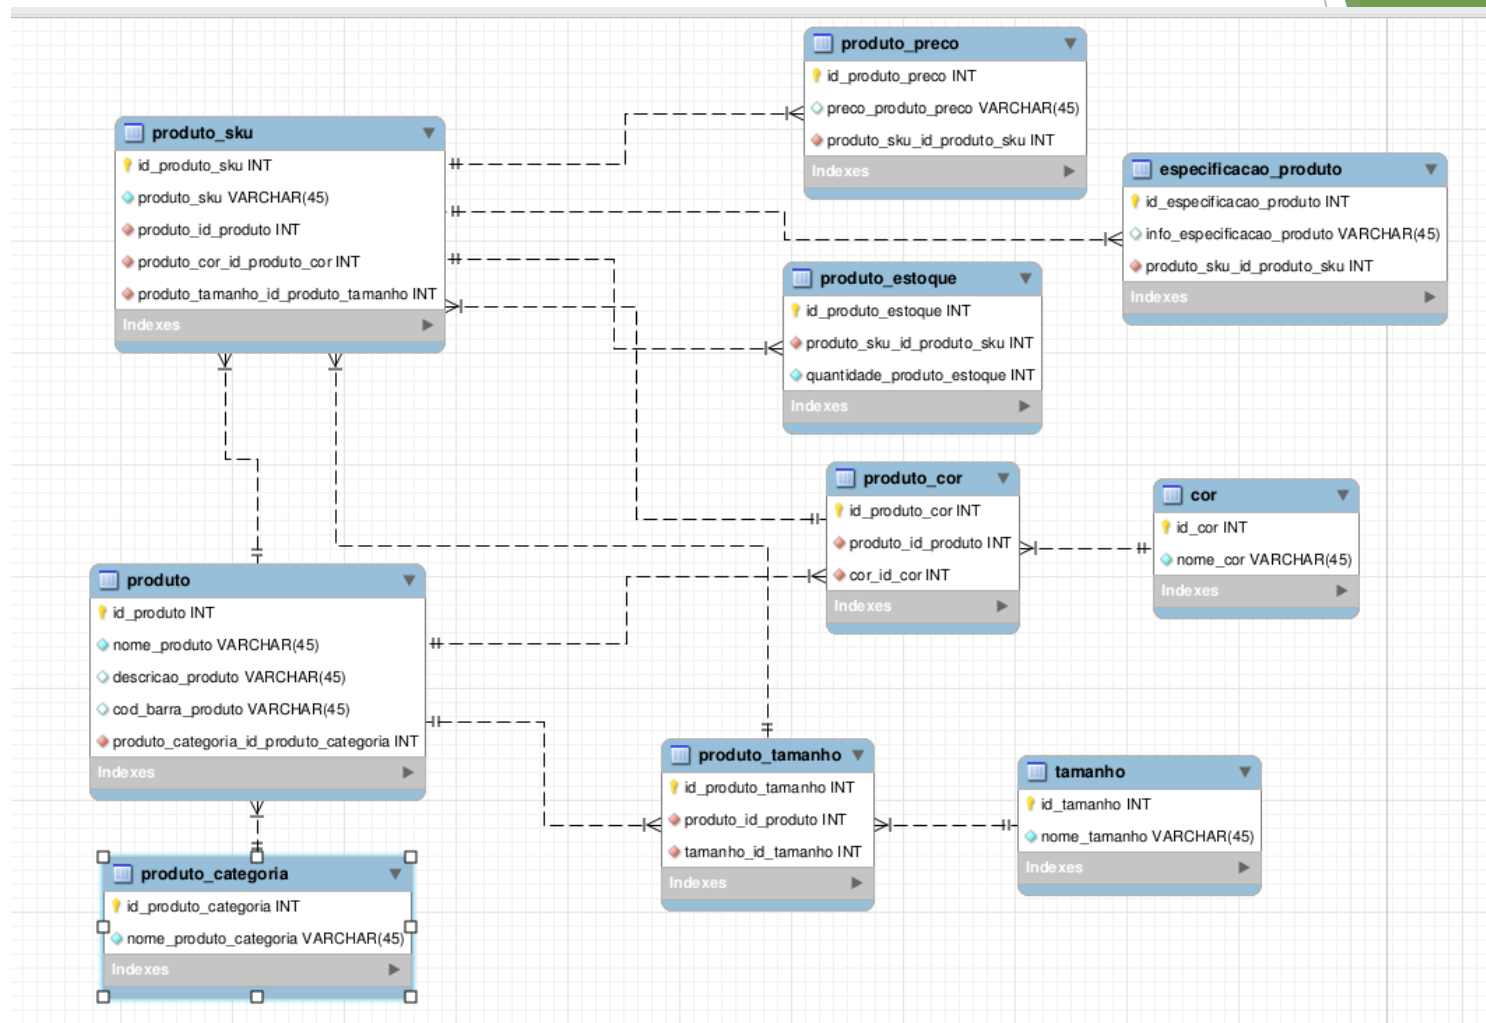 produto_preco
id_produto_preco INT
preco_produto_preco VARCHAR(45)
produto_sku_id_produto_sku INT
Indexes
produto_sku
id_produto_sku INT
produto_sku VARCHAR(45)
produto_id_produto INT
produto_cor_id_produto_cor INT
produto_tamanho_id_produto_tamanho INT
Indexes
especificacao_produto
id_especificacao_produto INT
info_especificacao_produto VARCHAR(45)
produto_sku_id_produto_sku INT
Indexes
produto_estoque
id_produto_estoque INT
produto_sku_id_produto_sku INT
quantidade_produto_estoque INT
Indexes
produto_cor
id_produto_cor INT
produto_id_produto INT
cor_id_cor INT
Indexes
cor
id_cor INT
nome_cor VARCHAR(45)
Indexes
produto
id_produto INT
nome_produto VARCHAR(45)
descricao_produto VARCHAR(45)
cod_barra_produto VARCHAR(45)
produto_categoria_id_produto_categoria INT
Indexes
produto_tamanho
id_produto_tamanho INT
produto_id_produto INT
tamanho_id_tamanho INT
Indexes
tamanho
id_tamanho INT
nome_tamanho VARCHAR(45)
Indexes
produto_categoria
id_produto_categoria INT
nome_produto_categoria VARCHAR(45)
Indexes